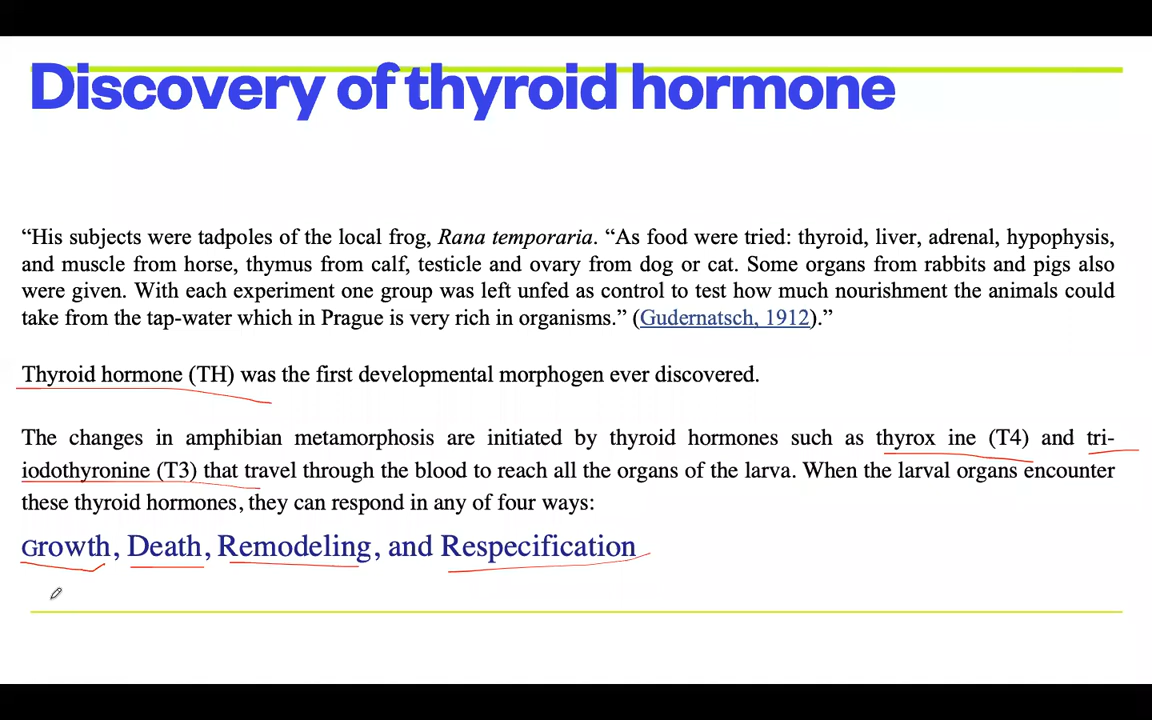 Discovery of thyroid hormone
“His subjects were tadpoles of the local frog, Rana temporaria. “As food were tried: thyroid, liver, adrenal, hypophysis,
and muscle from horse, thymus from calf, testicle and ovary from dog or cat. Some organs from rabbits and pigs also
were given. With each experiment one group was left unfed as control to test how much nourishment the animals could
take from the tap-water which in Prague is very rich in organisms.” (Gudernatsch, 1912).”
Thyroid hormone (TH) was the first developmental morphogen ever discovered.
The changes in amphibian metamorphosis are initiated by thyroid hormones such as thyrox ine (T4) and tri-
iodothyronine (T3) that travel through the blood to reach all the organs of the larva. When the larval organs encounter
these thyroid hormones, they can respond in any of four ways:
Growth, Death, Remodeling, and Respecification